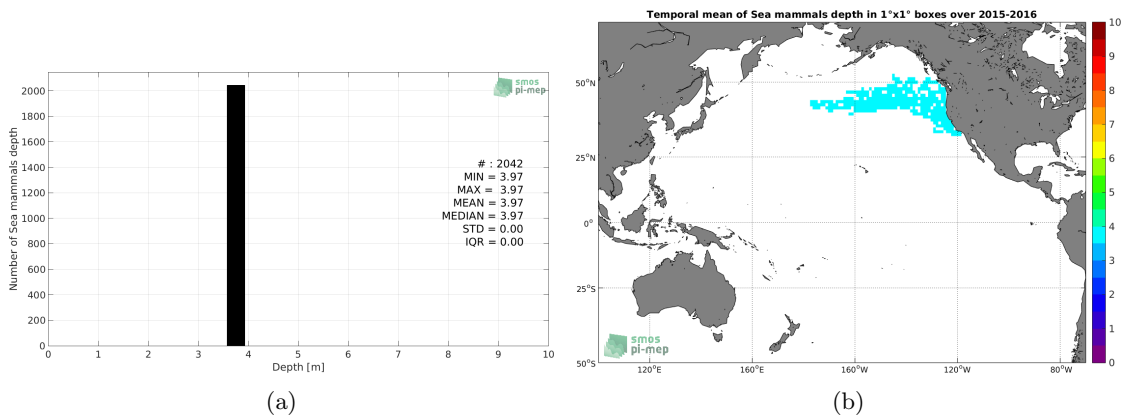 2000
1800
1600
1400
1200
1000
800
600
400
200
0
Number of Sea mammals depth
smos
pi-mep
# : 2042
MIN = 3.97
MAX = 3.97
MEAN = 3.97
MEDIAN = 3.97
STD = 0.00
IQR = 0.00
0 1 2 3 4 5 6 7 8 9 10
Depth [m]
(a)
Temporal mean of Sea mammals depth in 1°x1° boxes over 2015-2016
50°N
25°N
0°
25°S
50°S
120°E 160°E 160°W 120°W 80°W
smos
pi-mep
10
9
8
7
6
5
4
3
2
1
0
(b)